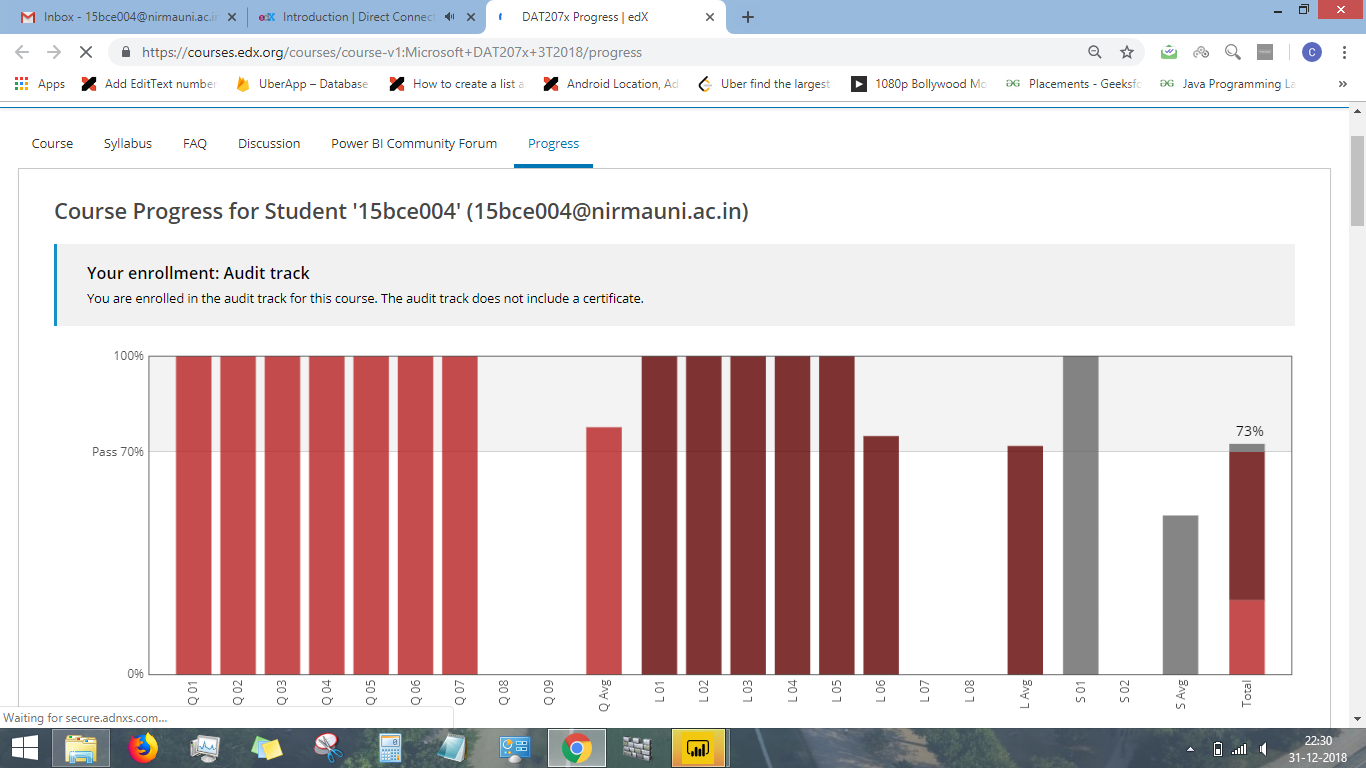 Inbox - 15bce004@nirmauni.ac.in
edX Introduction | Direct Connect
DAT207x Progress | edX
https://courses.edx.org/courses/course-v1:Microsoft+DAT207x+3T2018/progress
C
Apps
Add EditText number
UberApp – Database
How to create a list a
Android Location, Ad
Uber find the largest
1080p Bollywood Mo
Placements - Geeksfo
Java Programming La
»
Course
Syllabus
FAQ
Discussion
Power BI Community Forum
Progress
Course Progress for Student '15bce004' (15bce004@nirmauni.ac.in)
Your enrollment: Audit track
You are enrolled in the audit track for this course. The audit track does not include a certificate.
100%
Pass 70%
0%
73%
Q 01
Q 02
Q 03
Q 04
Q 05
Q 06
Q 07
Q 08
Q 09
Q Avg
L 01
L 02
L 03
L 04
L 05
L 06
L 07
L 08
L Avg
S 01
S 02
S Avg
Total
Waiting for secure.adnxs.com...
22:30
31-12-2018